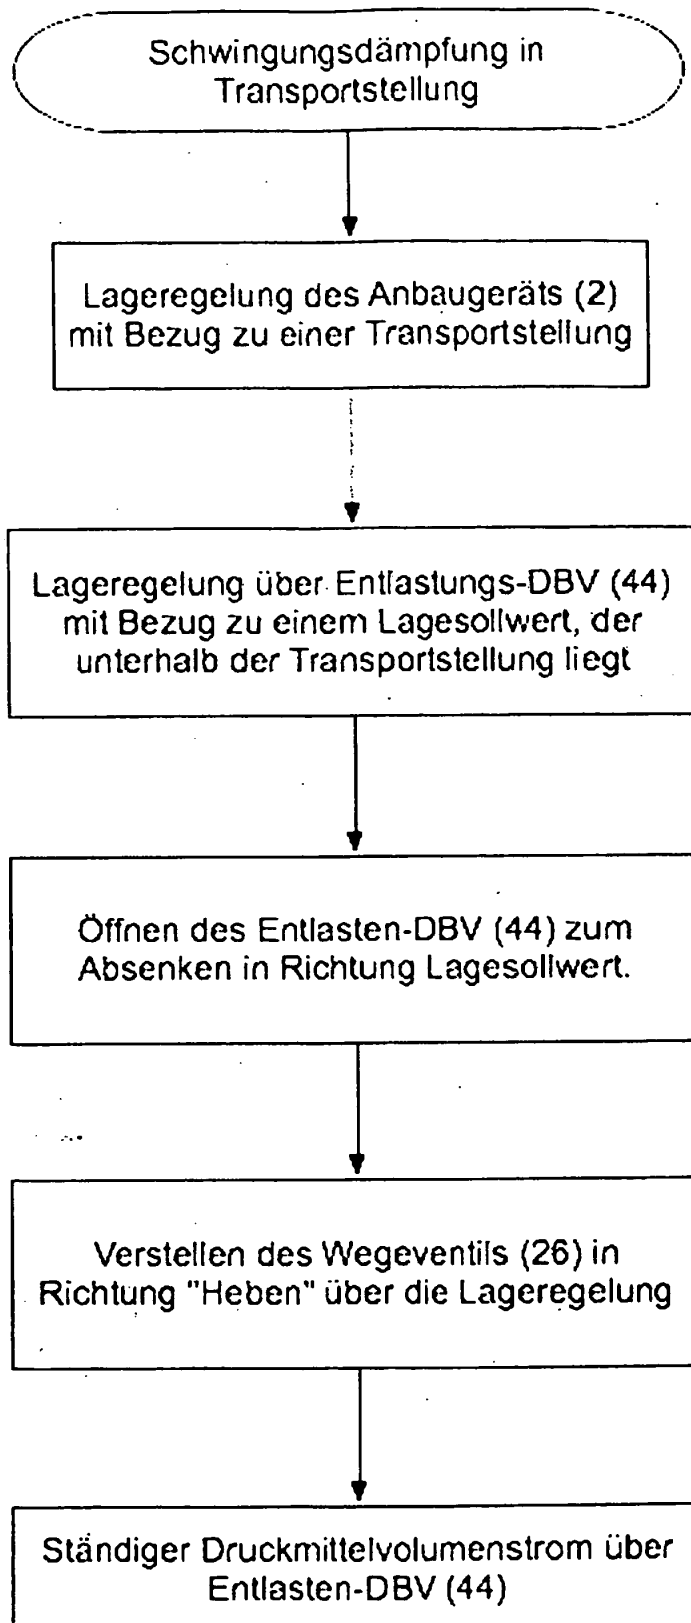 Schwingungsdämpfung in
Transportstellung
Lageregelung des Anbaugeräts (2)
mit Bezug zu einer Transportstellung
Lageregelung über Entlastungs-DBV (44)
mit Bezug zu einem Lagesollwert, der
unterhalb der Transportstellung liegt
Öffnen des Entlasten-DBV (44) zum
Absenken in Richtung Lagesollwert.
Verstellen des Wegeventils (26) in
Richtung "Heben" über die Lageregelung
Ständiger Druckmittelvolumenstrom über
Entlasten-DBV (44)